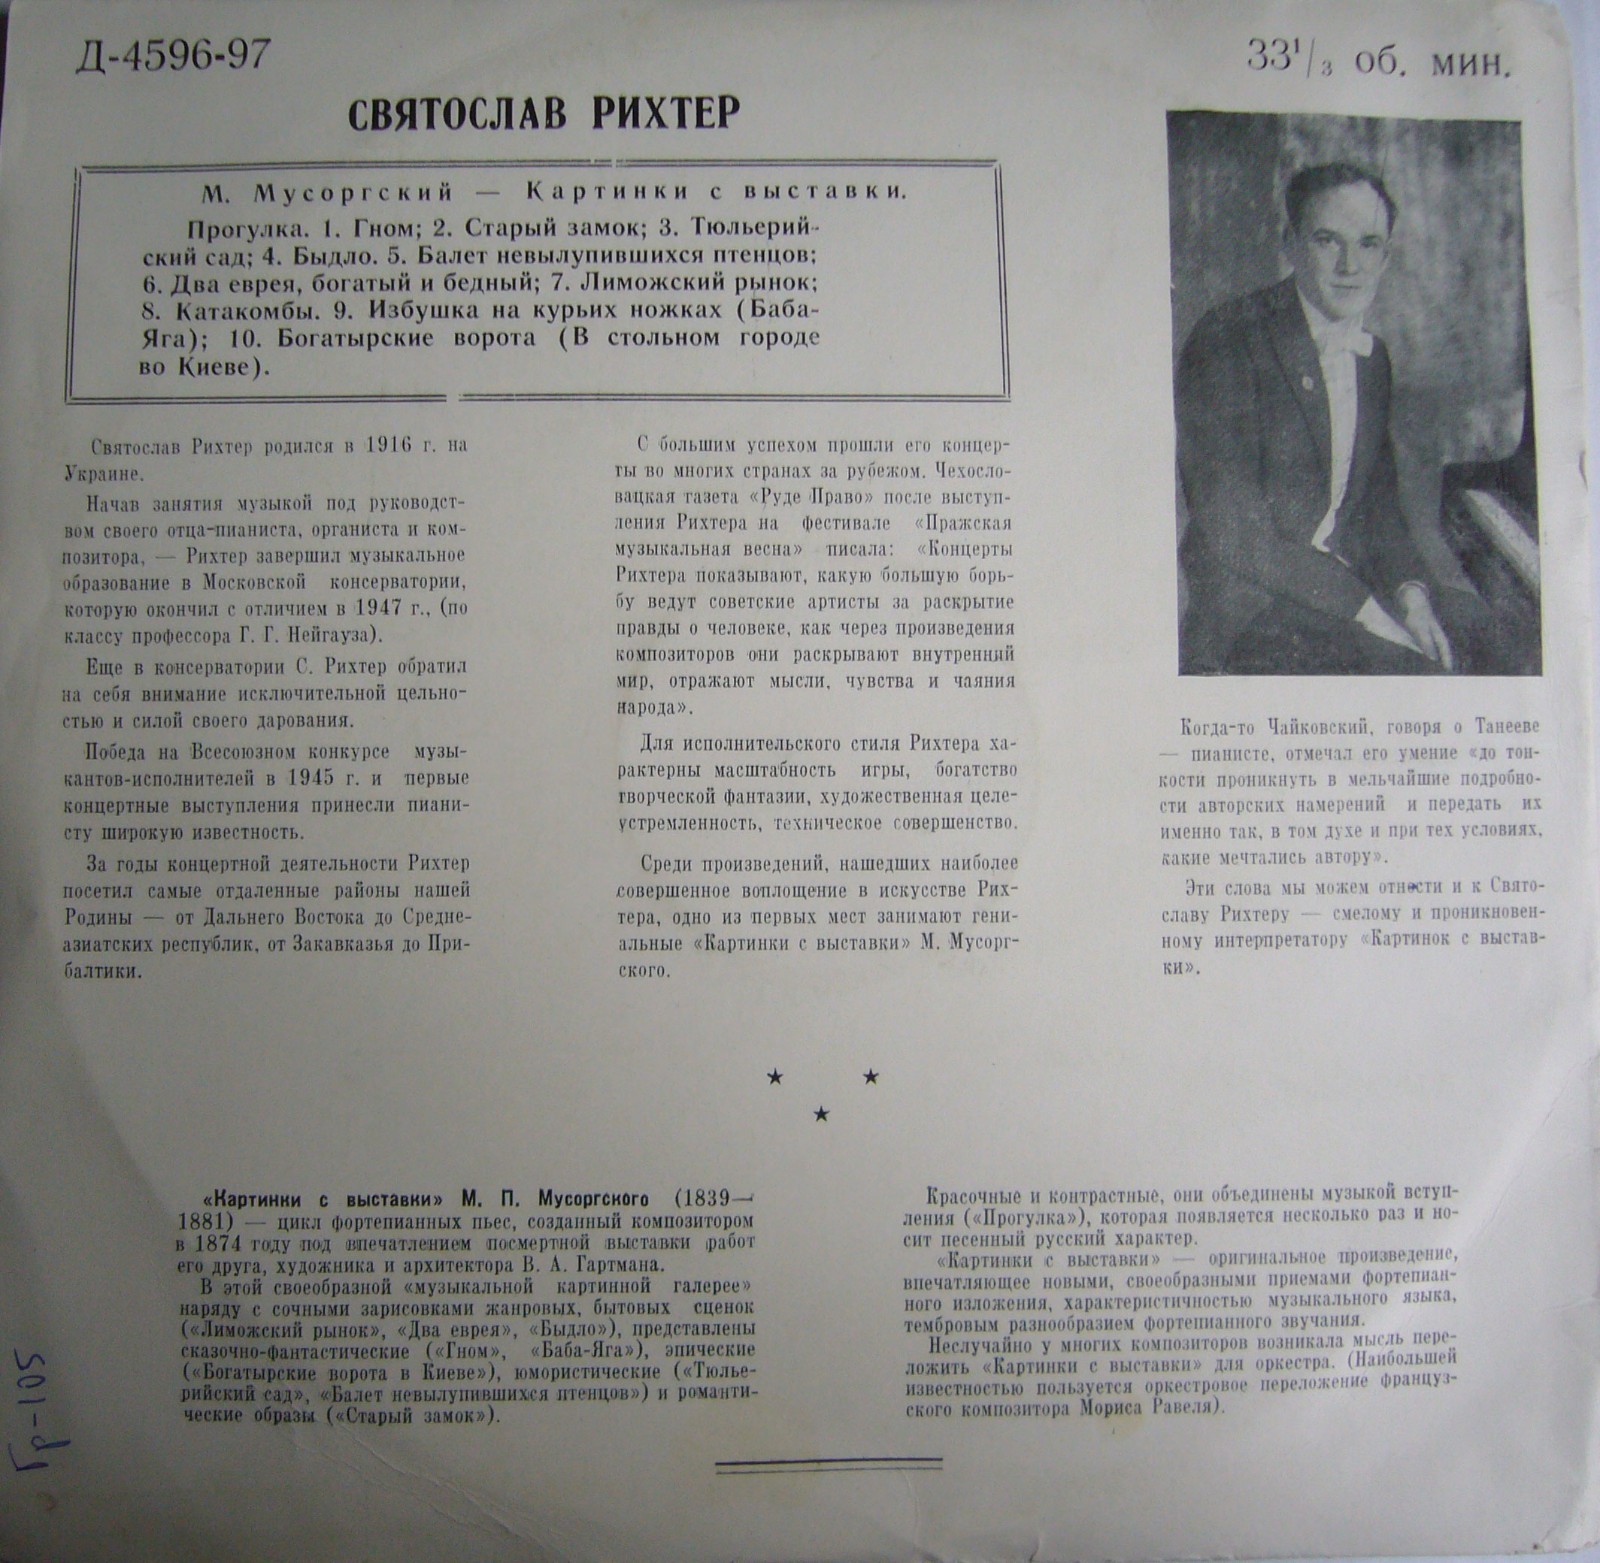 Д-4596-97
33 1/3 об. мин.
СВЯТОСЛАВ РИХТЕР
М. Мусоргский — Картинки с выставки.
Прогулка. 1. Гном; 2. Старый замок; 3. Тюльерий-
ский сад; 4. Быдло. 5. Балет невылупившихся птенцов;
6. Два еврея, богатый и бедный; 7. Лиможский рынок;
8. Катакомбы. 9. Избушка на курьих ножках (Баба-
Яга); 10. Богатырские ворота (В стольном городе
во Киеве).
Святослав Рихтер родился в 1916 г. на
Украине.
Начав занятия музыкой под руководст-
вом своего отца-пианиста, органиста и ком-
позитора, — Рихтер завершил музыкальное
образование в Московской консерватории,
которую окончил с отличием в 1947 г., (по
классу профессора Г. Г. Нейгауза).
Еще в консерватории С. Рихтер обратил
на себя внимание исключительной цельно-
стью и силой своего дарования.
Победа на Всесоюзном конкурсе музы-
кантов-исполнителей в 1945 г. и первые
концертные выступления принесли пиани-
сту широкую известность.
За годы концертной деятельности Рихтер
посетил самые отдаленные районы нашей
Родины — от Дальнего Востока до Средне-
азиатских республик, от Закавказья до При-
балтики.
С большим успехом прошли его концер-
ты во многих странах за рубежом. Чехосло-
вацкая газета «Руде Право» после выступ-
ления Рихтера на фестивале «Пражская
музыкальная весна» писала: «Концерты
Рихтера показывают, какую большую борь-
бу ведут советские артисты за раскрытие
правды о человеке, как через произведения
композиторов они раскрывают внутренний
мир, отражают мысли, чувства и чаяния
народа».
Для исполнительского стиля Рихтера ха-
рактерны масштабность игры, богатство
творческой фантазии, художественная целе-
устремленность, техническое совершенство.
Среди произведений, нашедших наиболее
совершенное воплощение в искусстве Рих-
тера, одно из первых мест занимают гени-
альные «Картинки с выставки» М. Мусорг-
ского.
Когда-то Чайковский, говоря о Танееве
— пианисте, отмечал его умение «до тон-
кости проникнуть в мельчайшие подробно-
сти авторских намерений и передать их
именно так, в том духе и при тех условиях,
какие мечтались автору».
Эти слова мы можем отнести и к Свято-
славу Рихтеру — смелому и проникновен-
ному интерпретатору «Картинок с выстав-
ки».
«Картинки с выставки» М. П. Мусоргского (1839—
1881) — цикл фортепианных пьес, созданный композитором
в 1874 году под впечатлением посмертной выставки работ
его друга, художника и архитектора В. А. Гартмана.
В этой своеобразной «музыкальной картинной галерее»
наряду с сочными зарисовками жанровых, бытовых сценок
(«Лиможский рынок», «Два еврея», «Быдло»), представлены
сказочно-фантастические («Гном», «Баба-Яга»), эпические
(«Богатырские ворота в Киеве»), юмористические («Тюлье-
рийский сад», «Балет невылупившихся птенцов») и романти-
ческие образы («Старый замок»).
Красочные и контрастные, они объединены музыкой вступ-
ления («Прогулка»), которая появляется несколько раз и но-
сит песенный русский характер.
«Картинки с выставки» — оригинальное произведение,
впечатляющее новыми, своеобразными приемами фортепиан-
ного изложения, характеристичностью музыкального языка,
тембровым разнообразием фортепианного звучания.
Неслучайно у многих композиторов возникала мысль пере-
ложить «Картинки с выставки» для оркестра. (Наибольшей
известностью пользуется оркестровое переложение француз-
ского композитора Мориса Равеля).
Гр-105